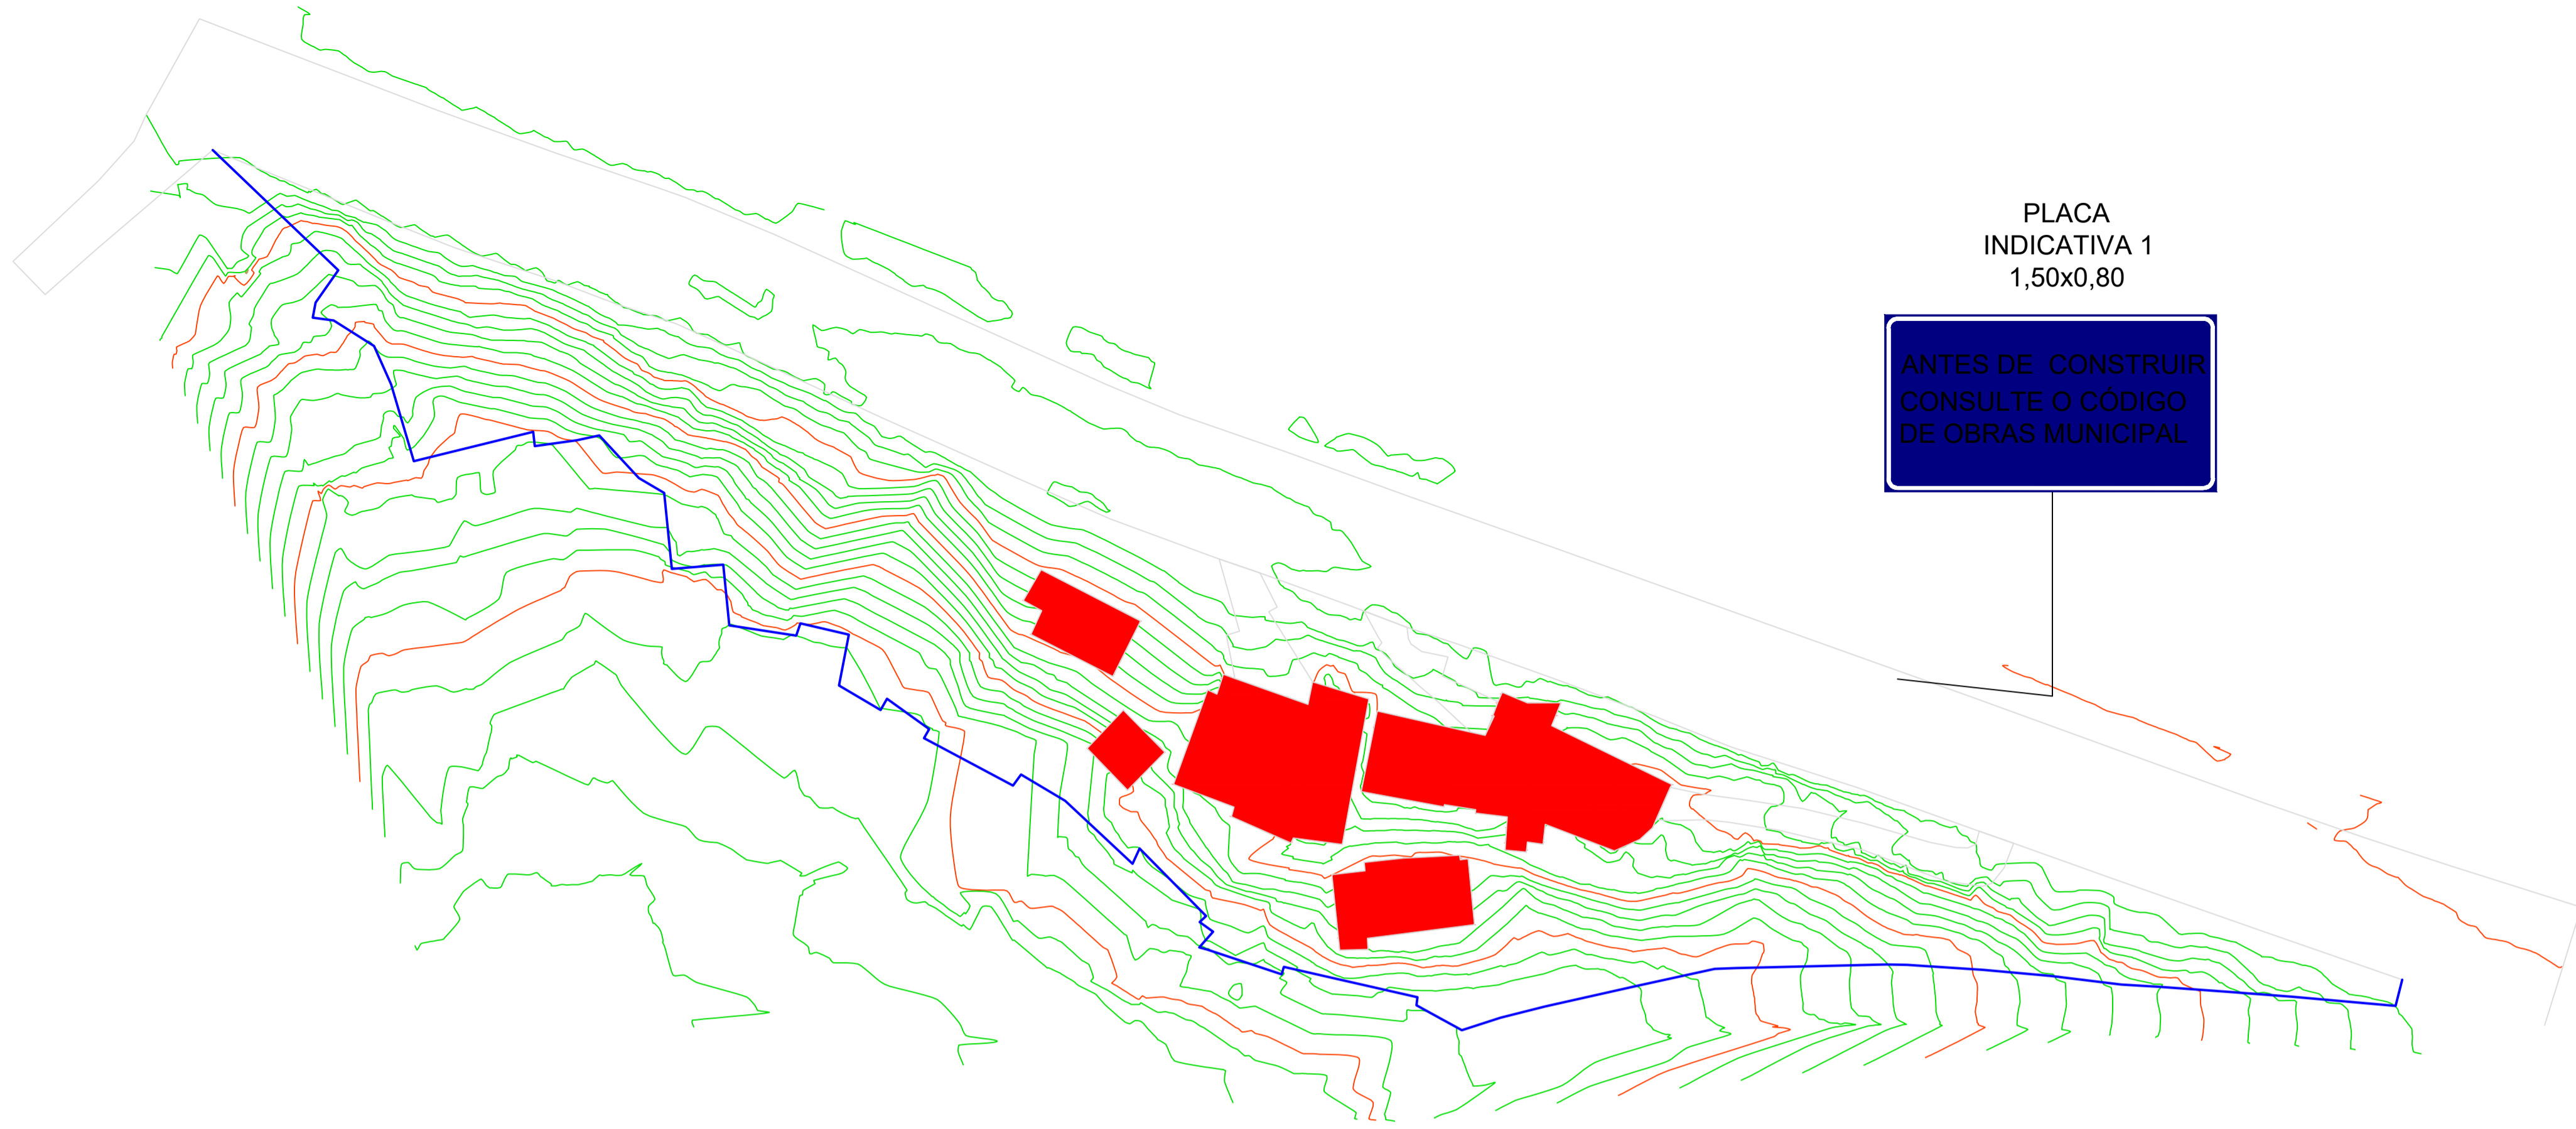 PLACA
INDICATIVA 1
1,50x0,80
ANTES DE CONSTRUIR
CONSULTE O CÓDIGO
DE OBRAS MUNICIPAL